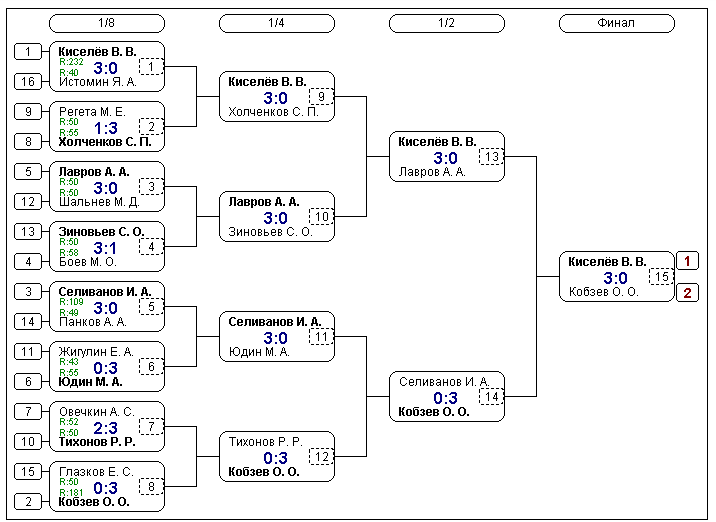 1/8
1/4
1/2
Финал
1
Киселёв В. В.
R:232
R:40
3:0
1
16
Истомин Я. А.
9
Регета М. Е.
R:50
R:55
1:3
2
8
Холченков С. П.
5
Лавров А. А.
R:50
R:50
3:0
3
12
Шальнев М. Д.
13
Зиновьев С. О.
R:50
R:58
3:1
4
4
Боев М. О.
3
Селиванов И. А.
R:109
R:49
3:0
5
14
Панков А. А.
11
Жигулин Е. А.
R:43
R:55
0:3
6
6
Юдин М. А.
7
Овечкин А. С.
R:52
R:50
2:3
7
10
Тихонов Р. Р.
15
Глазков Е. С.
R:50
R:181
0:3
8
2
Кобзев О. О.
Киселёв В. В.
3:0
9
Холченков С. П.
Лавров А. А.
3:0
10
Зиновьев С. О.
Селиванов И. А.
3:0
11
Юдин М. А.
Тихонов Р. Р.
0:3
12
Кобзев О. О.
Киселёв В. В.
3:0
13
Лавров А. А.
Селиванов И. А.
0:3
14
Кобзев О. О.
Киселёв В. В.
3:0
15
Кобзев О. О.
1
2